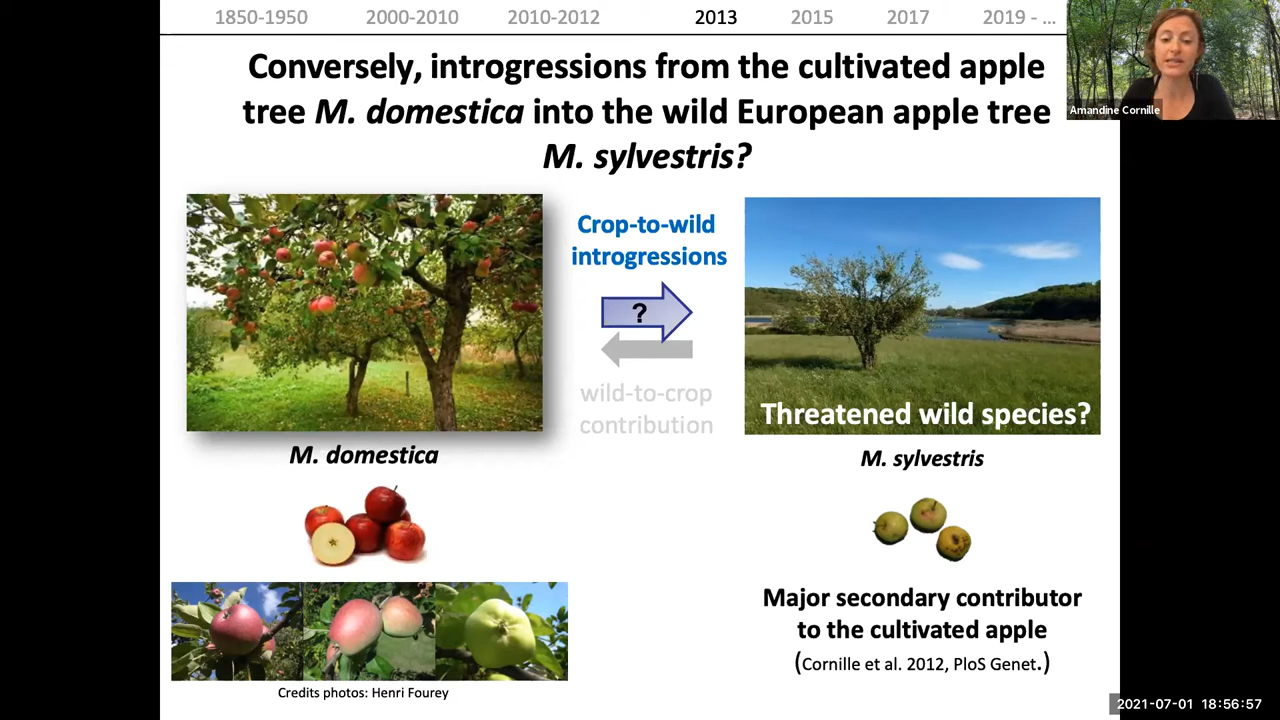 1850-1950 2000-2010 2010-2012 2013 2015 2017 2019 - ...
Conversely, introgressions from the cultivated apple
tree M. domestica into the wild European apple tree
M. sylvestris?
Amandine Cornille
Crop-to-wild
introgressions
?
wild-to-crop
contribution
Threatened wild species?
M. domestica
M. sylvestris
Major secondary contributor
to the cultivated apple
(Cornille et al. 2012, PloS Genet.)
Credits photos: Henri Fourey
2021-07-01 18:56:57